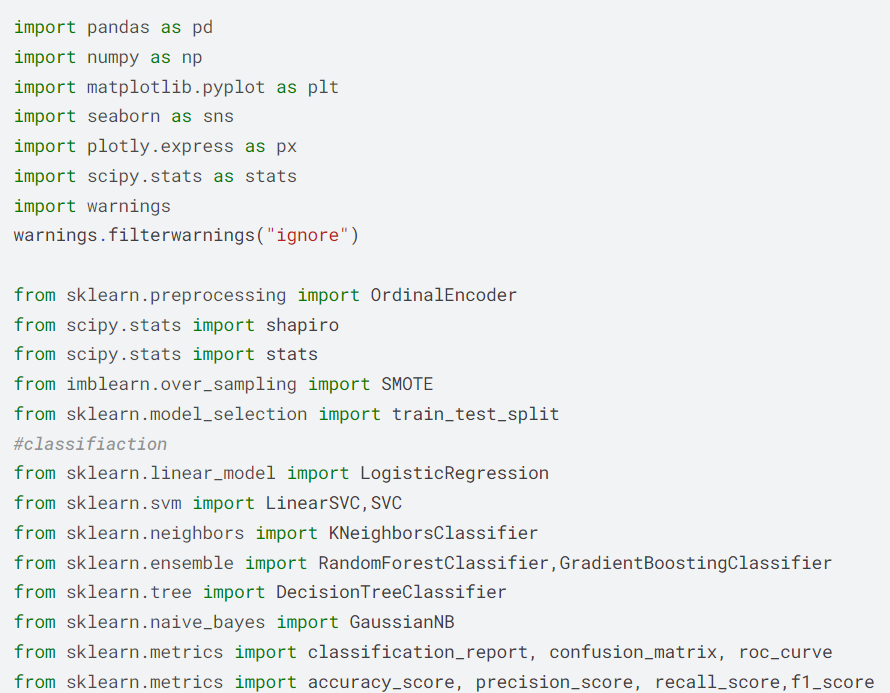 import pandas as pd
import numpy as np
import matplotlib.pyplot as plt
import seaborn as sns
import plotly.express as px
import scipy.stats as stats
import warnings
warnings.filterwarnings("ignore")
from sklearn.preprocessing import OrdinalEncoder
from scipy.stats import shapiro
from scipy.stats import stats
from imblearn.over_sampling import SMOTE
from sklearn.model_selection import train_test_split
#classifiaction
from sklearn.linear_model import LogisticRegression
from sklearn.svm import LinearSVC,SVC
from sklearn.neighbors import KNeighborsClassifier
from sklearn.ensemble import RandomForestClassifier,GradientBoostingClassifier
from sklearn.tree import DecisionTreeClassifier
from sklearn.naive_bayes import GaussianNB
from sklearn.metrics import classification_report, confusion_matrix, roc_curve
from sklearn.metrics import accuracy_score, precision_score, recall_score,f1_score